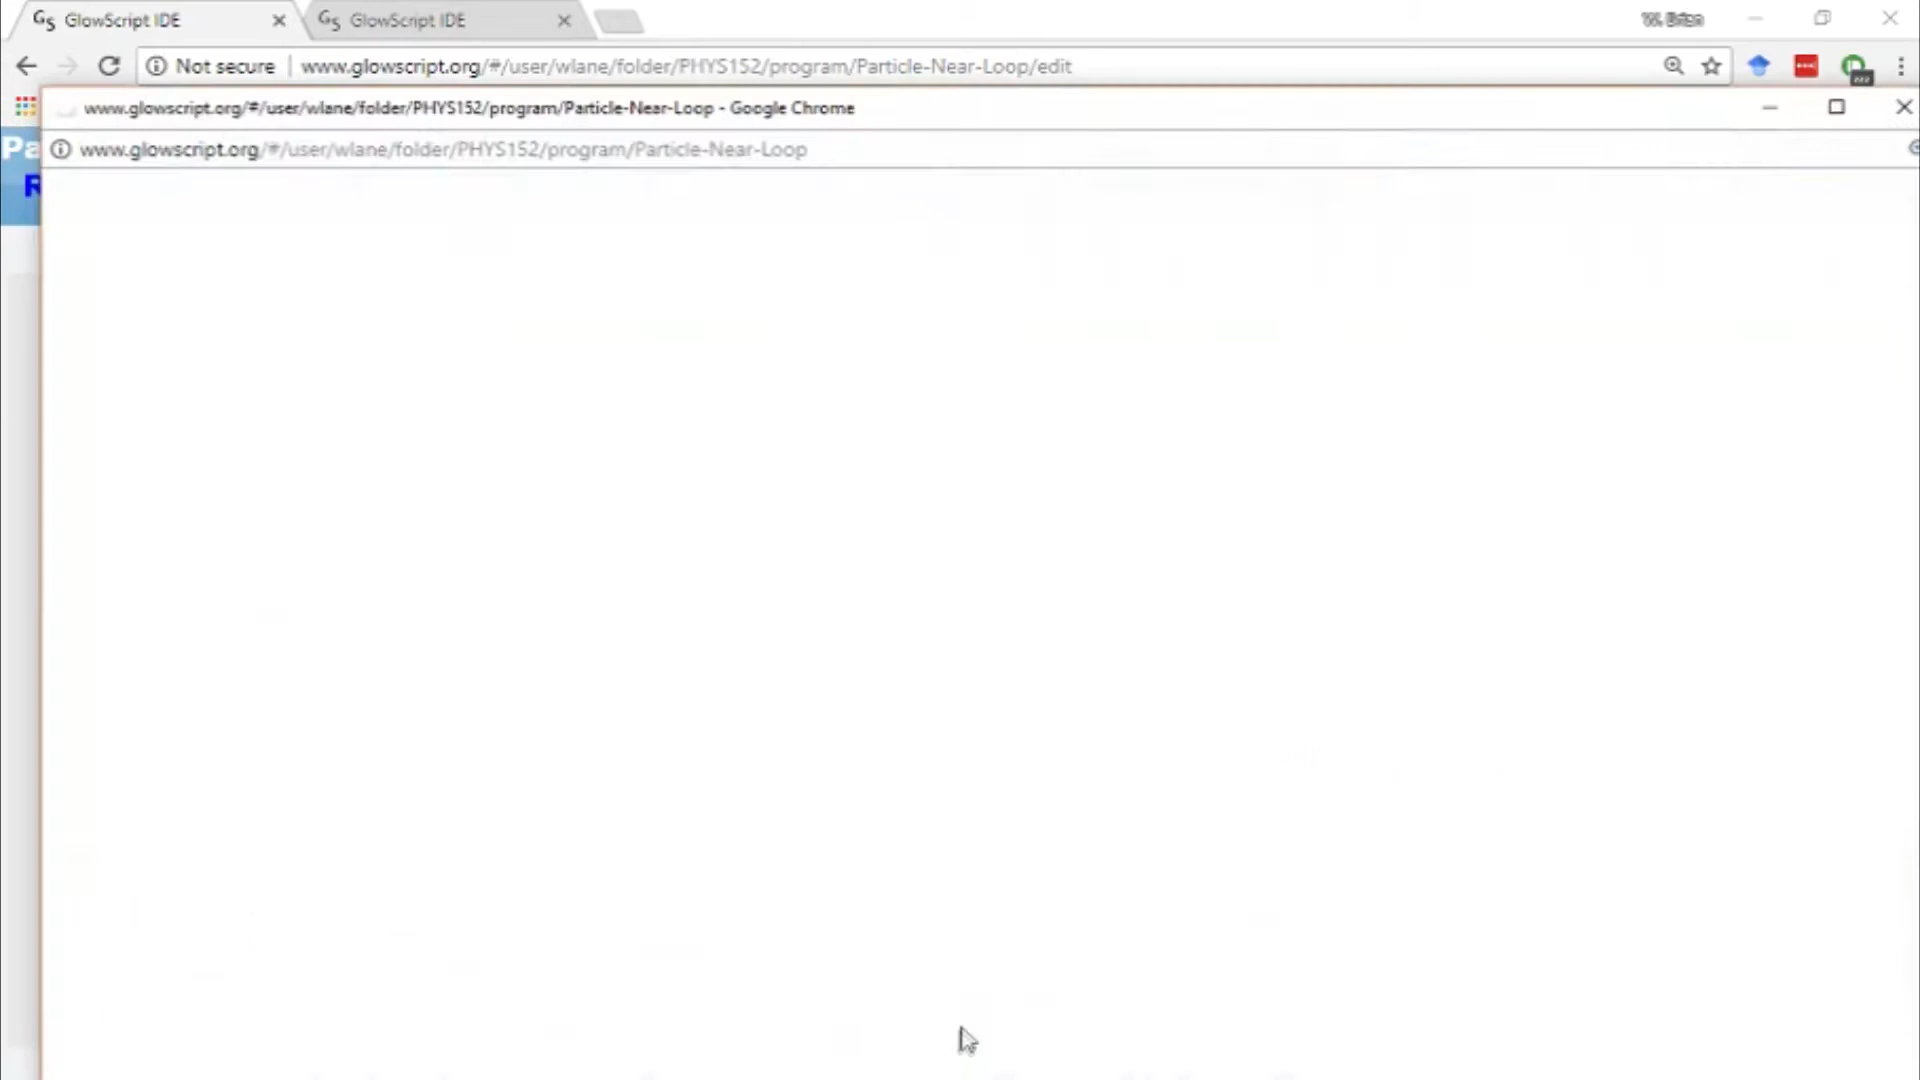 GlowScript IDE
GlowScript IDE
Not secure | www.glowscript.org/#/user/wlane/folder/PHYS152/program/Particle-Near-Loop/edit
www.glowscript.org/#/user/wlane/folder/PHYS152/program/Particle-Near-Loop - Google Chrome
www.glowscript.org/#/user/wlane/folder/PHYS152/program/Particle-Near-Loop
Pa
R